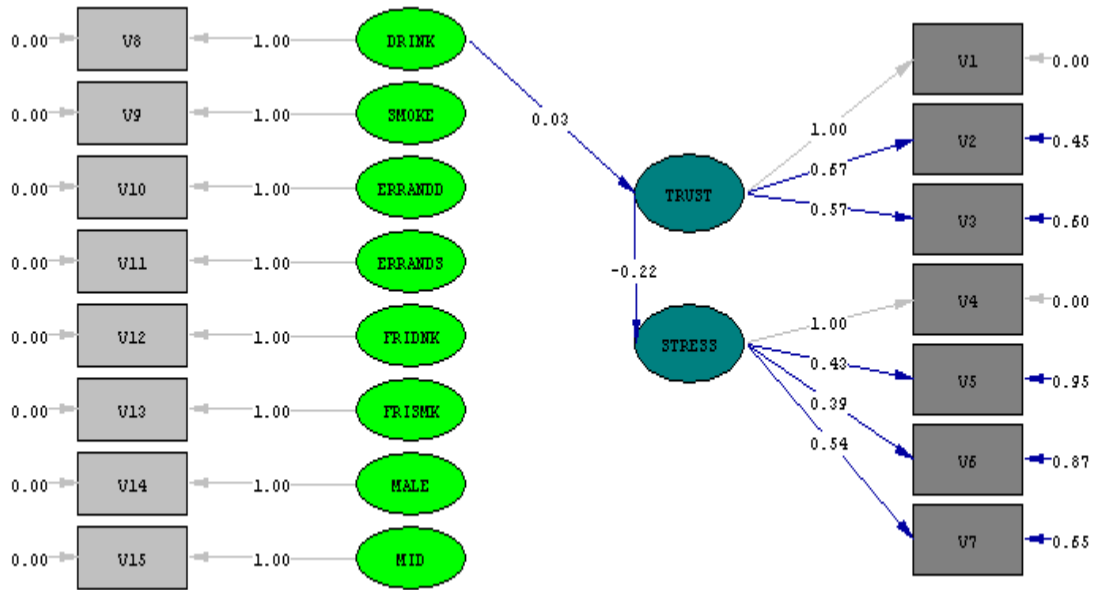 0.00 V8 1.00 DRINK
0.00 V9 1.00 SMOKE
0.00 V10 1.00 ERRANDD
0.00 V11 1.00 ERRANDS
0.00 V12 1.00 FRIDNK
0.00 V13 1.00 FRISMK
0.00 V14 1.00 MALE
0.00 V15 1.00 MID
0.03
TRUST
-0.22
STRESS
1.00
0.67
0.57
1.00
0.43
0.39
0.54
V1 0.00
V2 0.45
V3 0.60
V4 0.00
V5 0.95
V6 0.87
V7 0.65